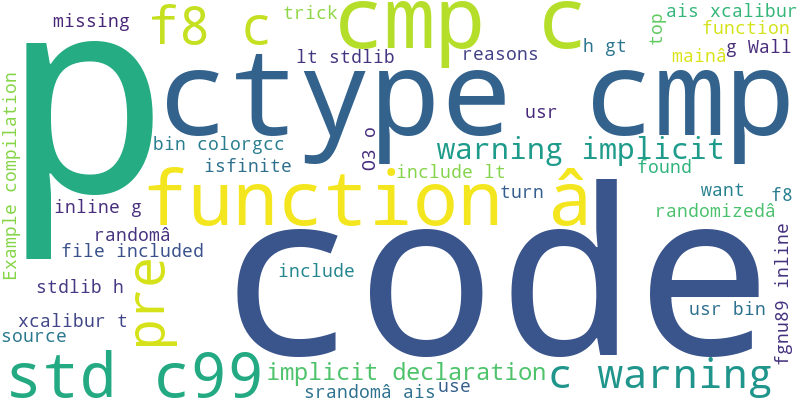 missing
f8 c
trick
cmp c
top
ais xcalibur
function
p
lt stdlib
reasons
h gt
mainâ
g Wall
ctype cmp
Example compilation
bin colorgcc
isfinite
O3 o
usr
warning implicit
include lt
found
function â
turn
want
f8
inline g
randomizedâ
randomâ
file included
pre
code
include
stdlib h
xcalibur t
source
usr bin
fgnu89 inline
std c99
implicit declaration
c warning
srandomâ ais
use